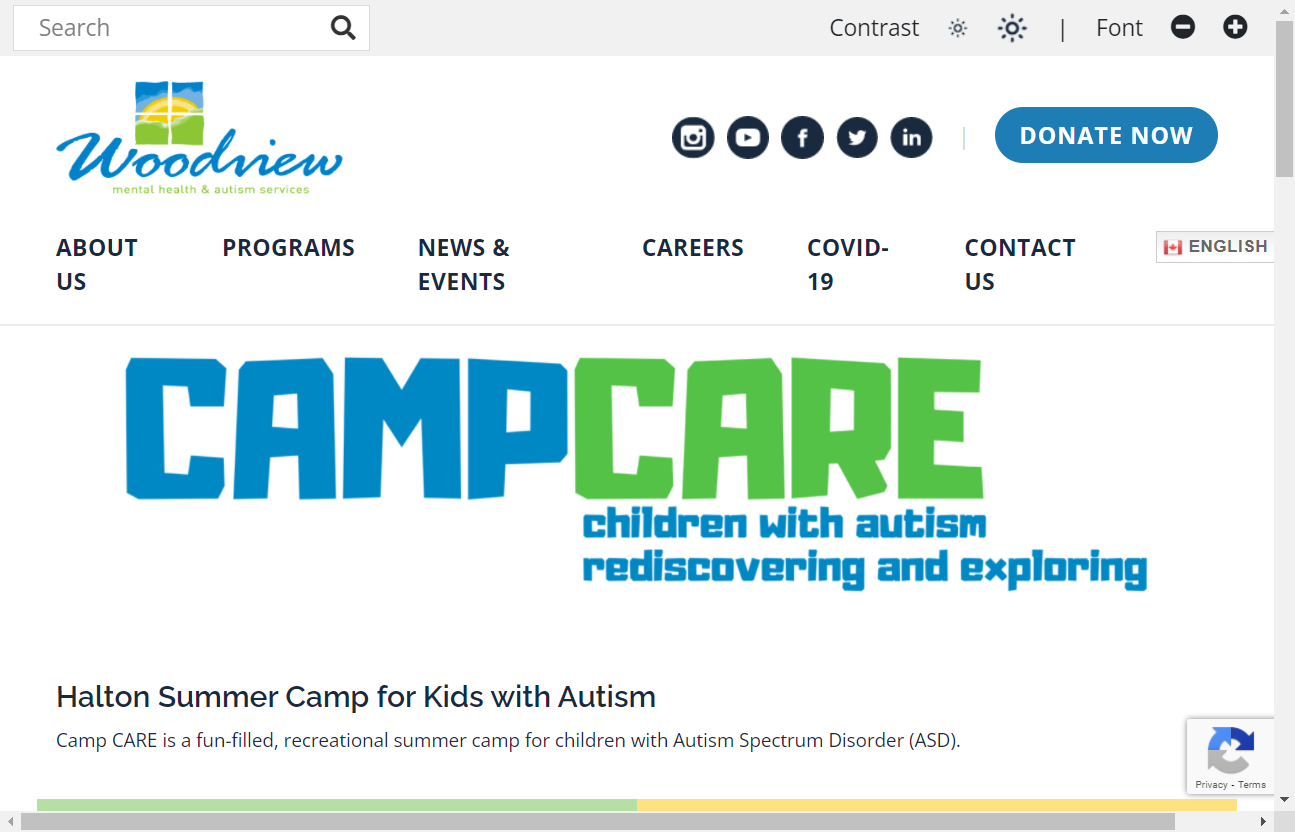 Search
Contrast | Font
Woodview
mental health & autism services
DONATE NOW
ABOUT US
PROGRAMS
NEWS & EVENTS
CAREERS
COVID-19
CONTACT US
ENGLISH
CAMPCARE
children with autism
rediscovering and exploring
Halton Summer Camp for Kids with Autism
Camp CARE is a fun-filled, recreational summer camp for children with Autism Spectrum Disorder (ASD).
Privacy - Terms